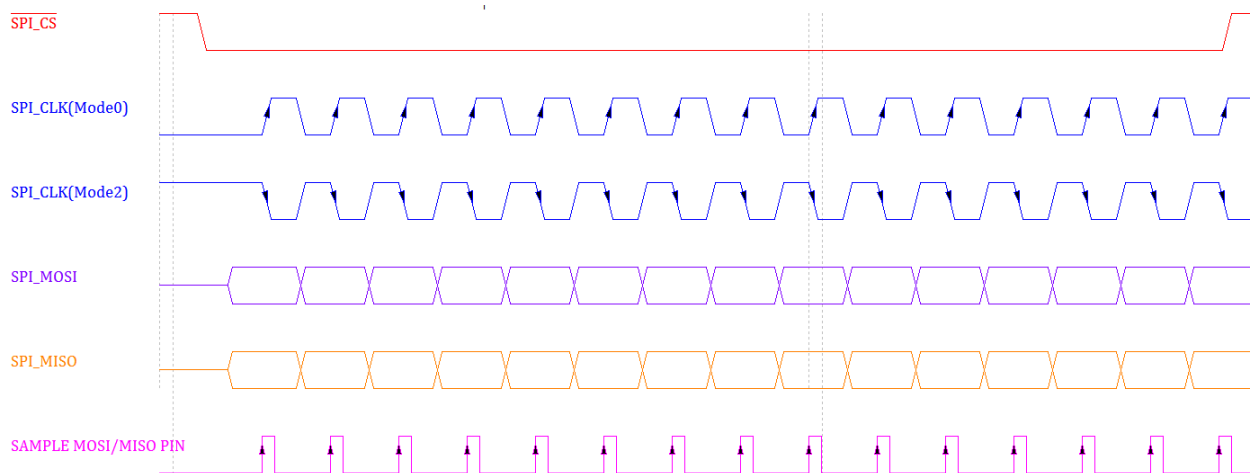 SPI_CS
SPI_CLK(Mode0)
SPI_CLK(Mode2)
SPI_MOSI
SPI_MISO
SAMPLE MOSI/MISO PIN